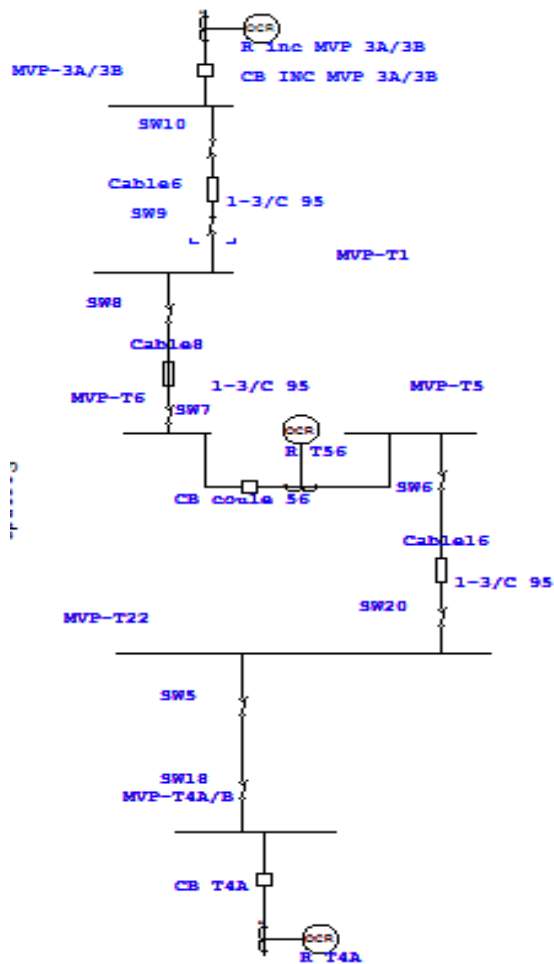 OCR
R inc MVP 3A/3B
MVP-3A/3B
CB INC MVP 3A/3B
SW10
Cable6
1-3/C 95
SW9
MVP-T1
SW8
Cable8
1-3/C 95
MVP-T5
MVP-T6
SW7
OCR
R T56
SW6
CB coule 56
Cable16
1-3/C 95
SW20
MVP-T22
SW5
SW18
MVP-T4A/B
CB T4A
OCR
R T4A